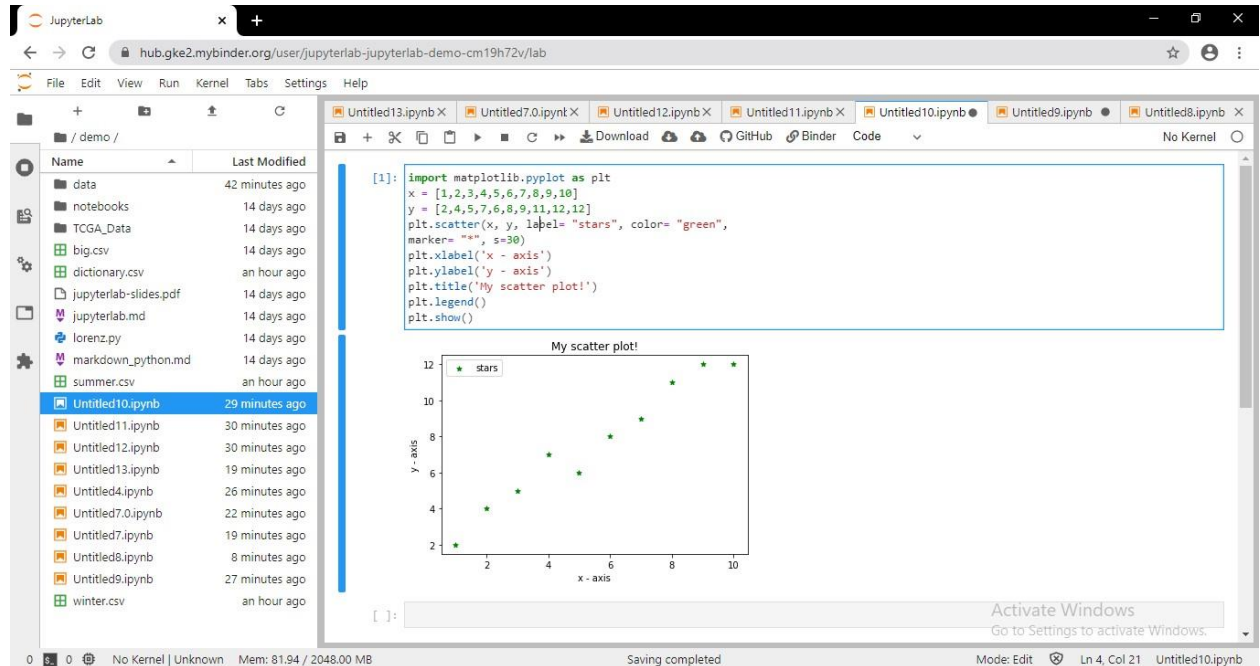 JupyterLab
hub.gke2.mybinder.org/user/jupyterlab-jupyterlab-demo-cm19h72v/lab
File Edit View Run Kernel Tabs Settings Help
/ demo /
Name Last Modified
data 42 minutes ago
notebooks 14 days ago
TCGA_Data 14 days ago
big.csv 14 days ago
dictionary.csv an hour ago
jupyterlab-slides.pdf 14 days ago
jupyterlab.md 14 days ago
lorenz.py 14 days ago
markdown_python.md 14 days ago
summer.csv an hour ago
Untitled10.ipynb 29 minutes ago
Untitled11.ipynb 30 minutes ago
Untitled12.ipynb 30 minutes ago
Untitled13.ipynb 19 minutes ago
Untitled4.ipynb 26 minutes ago
Untitled7.0.ipynb 22 minutes ago
Untitled7.ipynb 19 minutes ago
Untitled8.ipynb 8 minutes ago
Untitled9.ipynb 27 minutes ago
winter.csv an hour ago
Untitled13.ipynb Untitled7.0.ipynb Untitled12.ipynb Untitled11.ipynb Untitled10.ipynb Untitled9.ipynb Untitled8.ipynb
Download GitHub Binder Code No Kernel
[1]: import matplotlib.pyplot as plt
x = [1,2,3,4,5,6,7,8,9,10]
y = [2,4,5,7,6,8,9,11,12,12]
plt.scatter(x, y, label= "stars", color= "green",
marker= "*", s=30)
plt.xlabel('x - axis')
plt.ylabel('y - axis')
plt.title('My scatter plot!')
plt.legend()
plt.show()
My scatter plot!
stars
12
10
8
6
4
2
y - axis
2 4 6 8 10
x - axis
[ ]:
Activate Windows
Go to Settings to activate Windows.
0 $_ 0 No Kernel | Unknown Mem: 81.94 / 2048.00 MB Saving completed Mode: Edit Ln 4, Col 21 Untitled10.ipynb